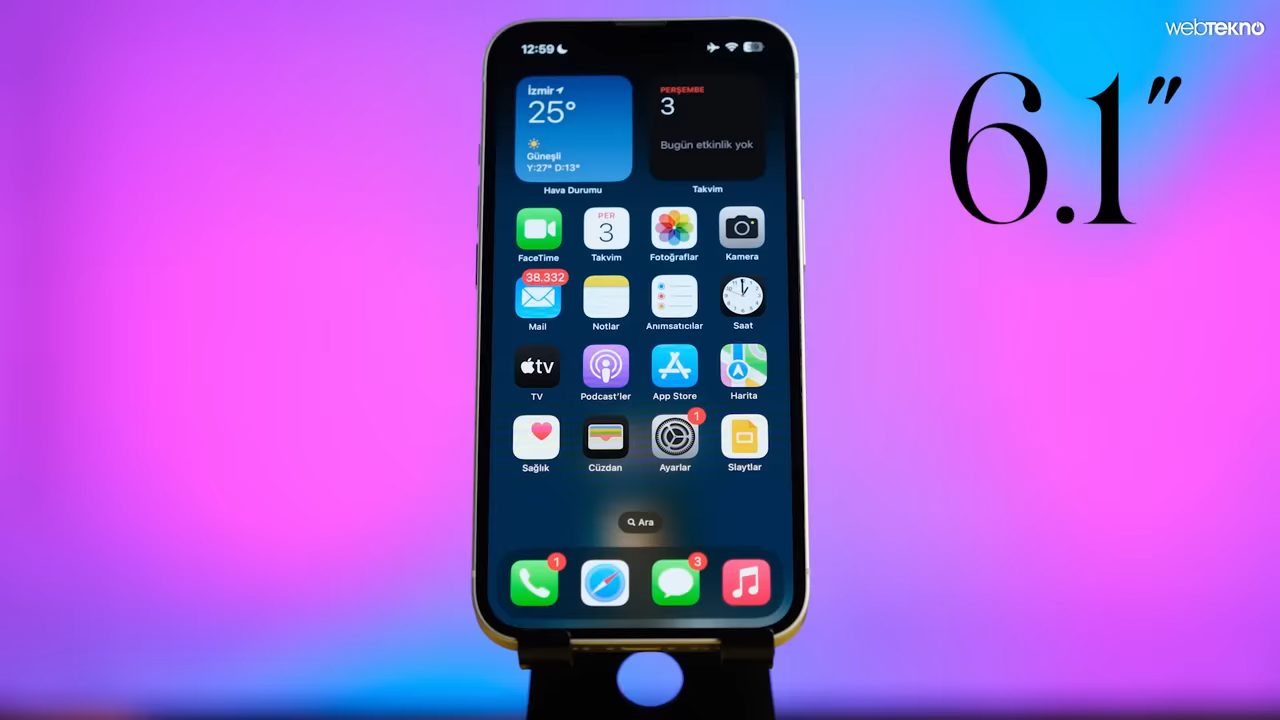 webtekno
6.1"
12:59
İzmir
25°
Güneşli
Y:27° D:13°
Hava Durumu
PERŞEMBE
3
Bugün etkinlik yok
Takvim
FaceTime
PER
3
Takvim
Fotoğraflar
Kamera
38.332
Mail
Notlar
Anımsatıcılar
Saat
tv
TV
Podcast'ler
App Store
Harita
Sağlık
Cüzdan
1
Ayarlar
Slaytlar
Ara
1
3